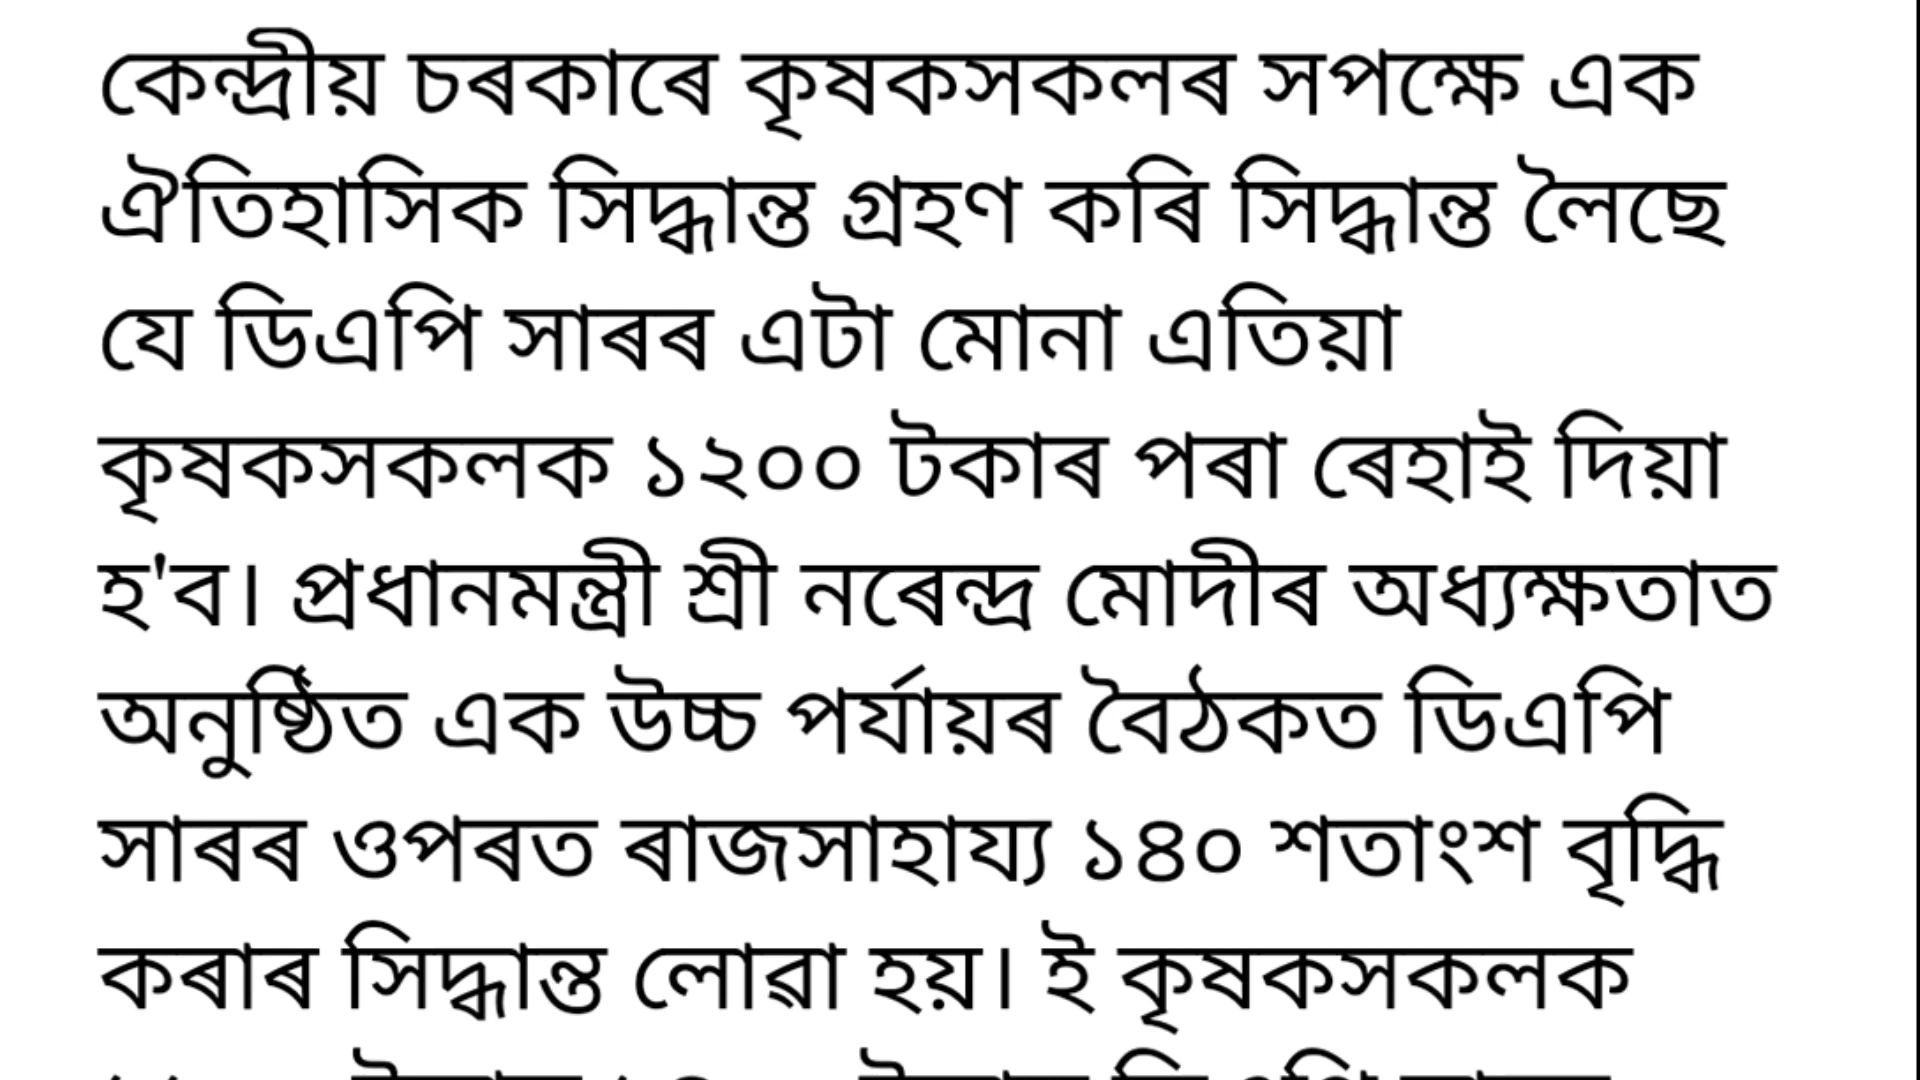 কেন্দ্ৰীয় চৰকাৰে কৃষকসকলৰ সপক্ষে এক
ঐতিহাসিক সিদ্ধান্ত গ্ৰহণ কৰি সিদ্ধান্ত লৈছে
যে ডিএপি সাৰৰ এটা মোনা এতিয়া
কৃষকসকলক ১২০০ টকাৰ পৰা ৰেহাই দিয়া
হ'ব। প্ৰধানমন্ত্ৰী শ্ৰী নৰেন্দ্ৰ মোদীৰ অধ্যক্ষতাত
অনুষ্ঠিত এক উচ্চ পৰ্যায়ৰ বৈঠকত ডিএপি
সাৰৰ ওপৰত ৰাজসাহায্য ১৪০ শতাংশ বৃদ্ধি
কৰাৰ সিদ্ধান্ত লোৱা হয়। ই কৃষকসকলক